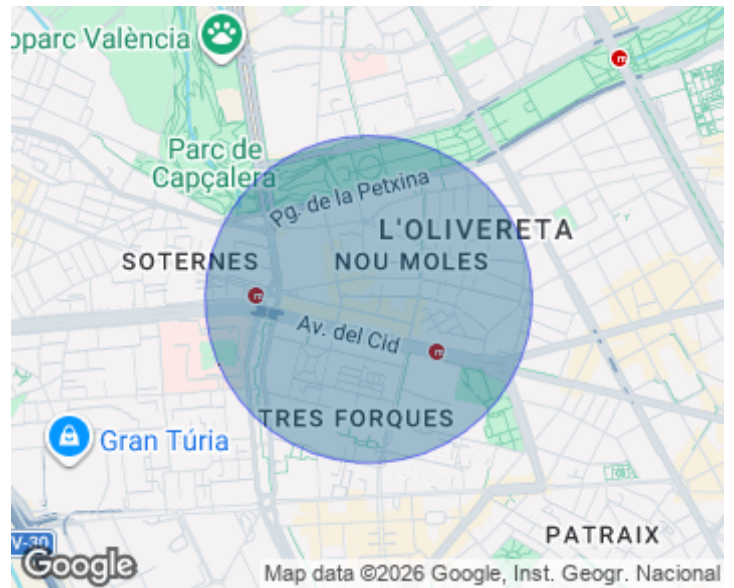 oparc València
Parc de
Capçalera
Pg. de la Petxina
L'OLIVERETA
SOTERNES
NOU MOLES
m
m
m
Av. del Cid
TRES FORQUES
Gran Túria
PATRAIX
V-30
Google
Map data ©2026 Google, Inst. Geogr. Nacional